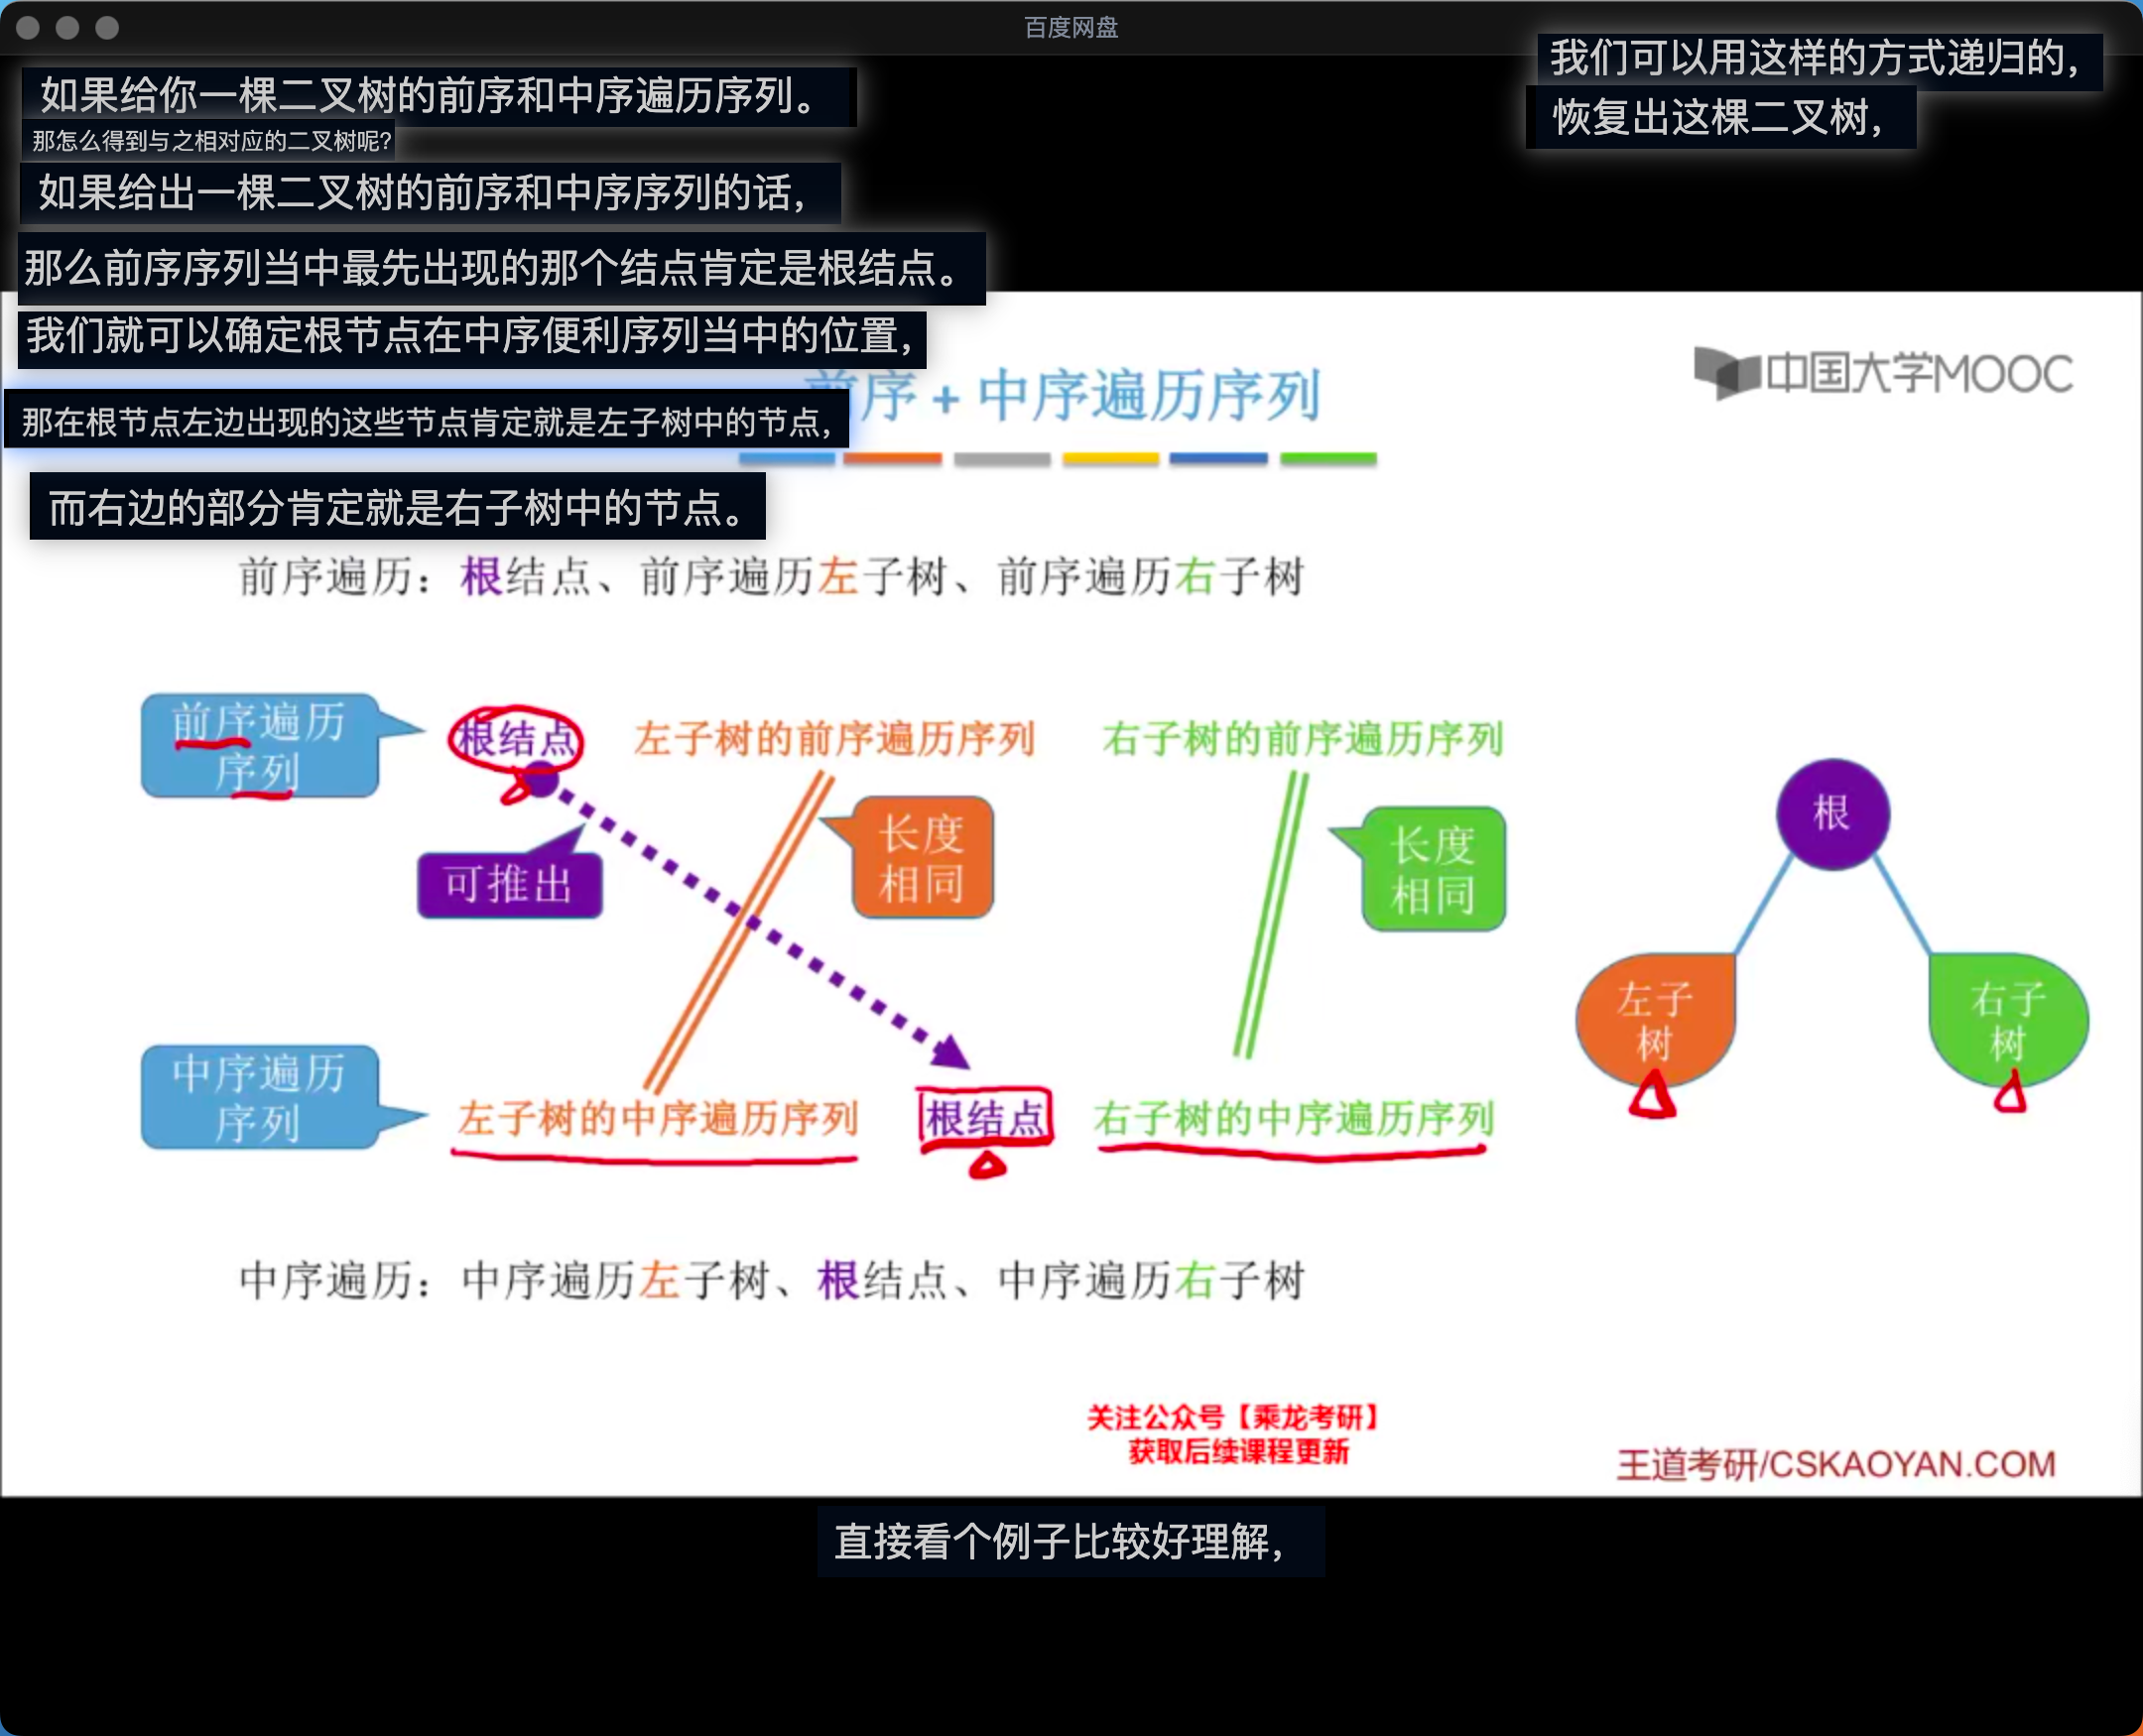 百度网盘
如果给你一棵二叉树的前序和中序遍历序列。
那怎么得到与之相对应的二叉树呢?
如果给出一棵二叉树的前序和中序序列的话,
那么前序序列当中最先出现的那个结点肯定是根结点。
我们就可以确定根节点在中序便利序列当中的位置,
那在根节点左边出现的这些节点肯定就是左子树中的节点,
而右边的部分肯定就是右子树中的节点。
我们可以用这样的方式递归的,
恢复出这棵二叉树,
前序 + 中序遍历序列
中国大学MOOC
前序遍历：根结点、前序遍历左子树、前序遍历右子树
前序遍历
序列
根结点
左子树的前序遍历序列
右子树的前序遍历序列
可推出
长度
相同
长度
相同
根
左子
树
右子
树
中序遍历
序列
左子树的中序遍历序列
根结点
右子树的中序遍历序列
中序遍历：中序遍历左子树、根结点、中序遍历右子树
关注公众号【乘龙考研】
获取后续课程更新
王道考研/CSKAOYAN.COM
直接看个例子比较好理解,